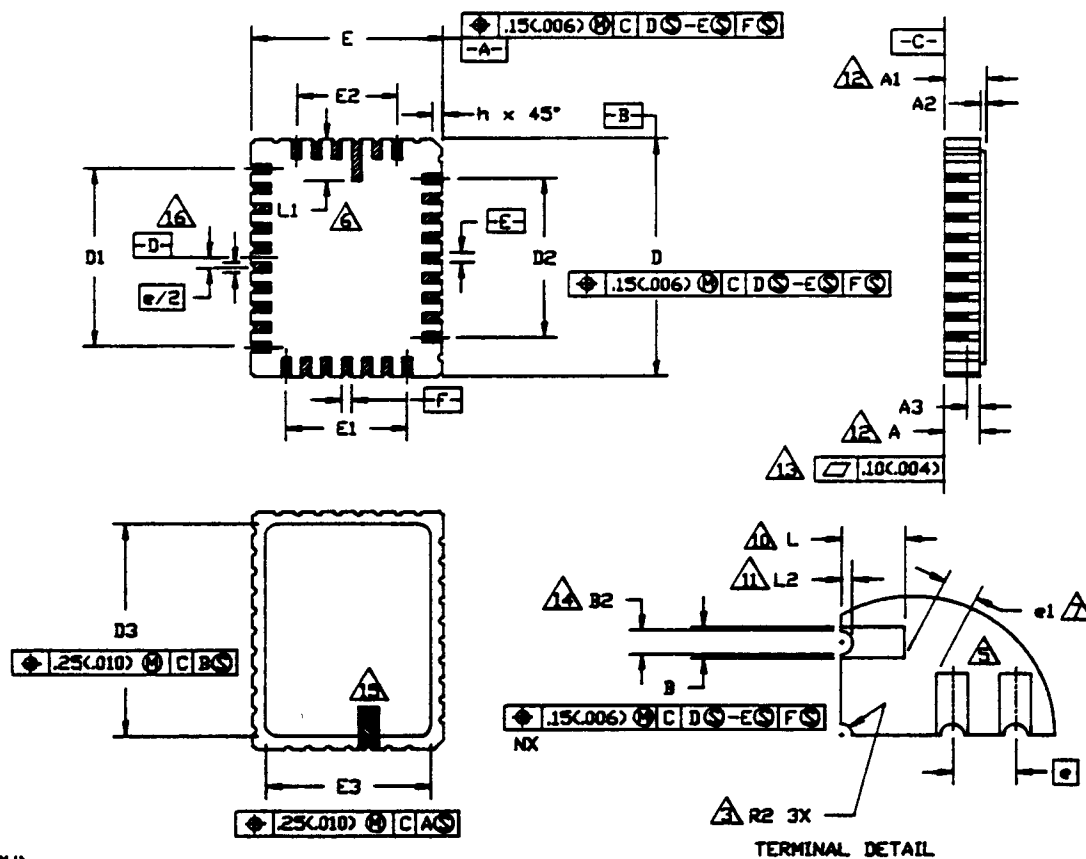 E
⌖ .15(.006) Ⓜ C D Ⓢ -E Ⓢ F Ⓢ
-A-
E2
h x 45°
-B-
L1
6
16
D1
-D-
e/2
-E-
D2
D
⌖ .15(.006) Ⓜ C D Ⓢ -E Ⓢ F Ⓢ
-F-
E1
-C-
12 A1
A2
A3
12 A
13 ▱ .10(.004)
D3
⌖ .25(.010) Ⓜ C B Ⓢ
15
E3
⌖ .25(.010) Ⓜ C A Ⓢ
10 L
11 L2
14 B2
e1 7
5
B
⌖ .15(.006) Ⓜ C D Ⓢ -E Ⓢ F Ⓢ
NX
e
3 R2 3X
TERMINAL DETAIL